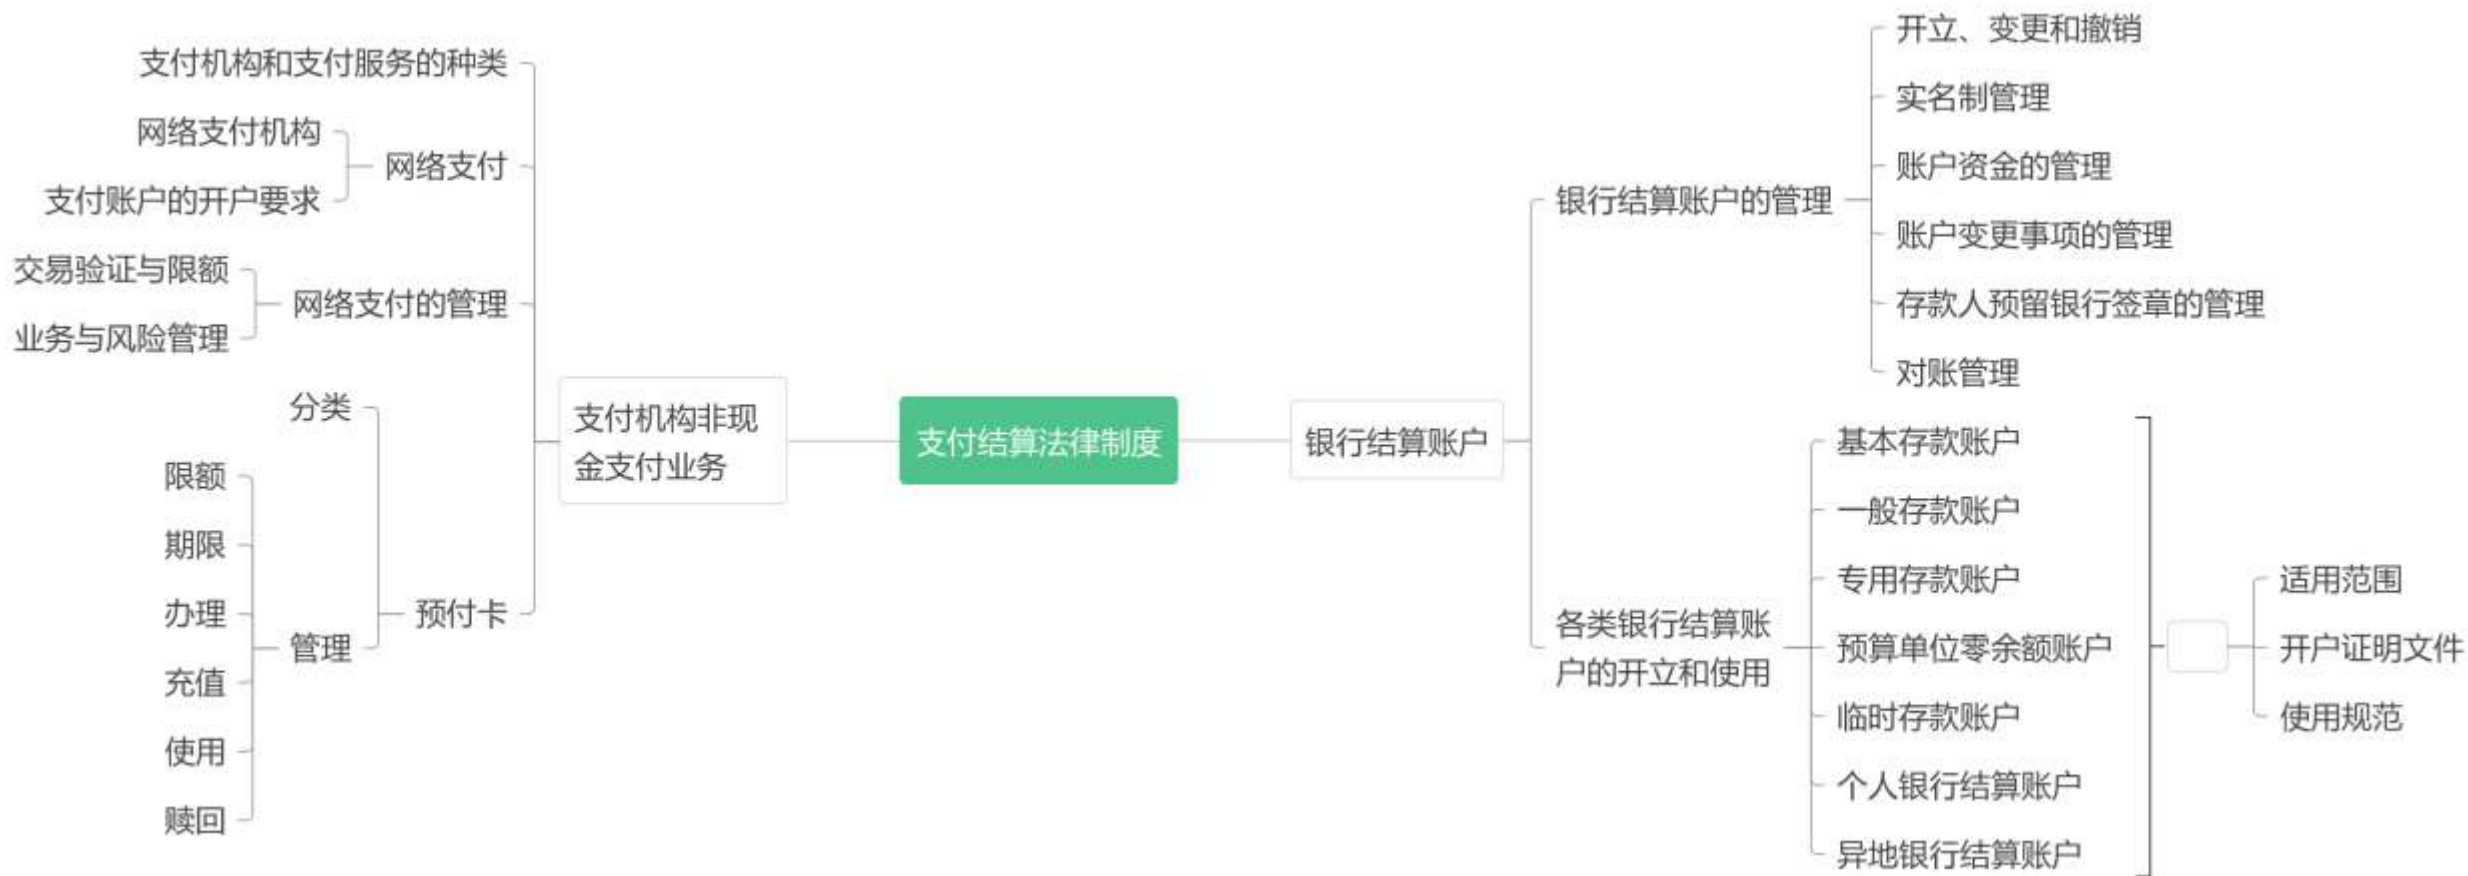 支付结算法律制度
支付机构非现
金支付业务
支付机构和支付服务的种类
网络支付
网络支付机构
支付账户的开户要求
网络支付的管理
交易验证与限额
业务与风险管理
预付卡
分类
管理
限额
期限
办理
充值
使用
赎回
银行结算账户
银行结算账户的管理
开立、变更和撤销
实名制管理
账户资金的管理
账户变更事项的管理
存款人预留银行签章的管理
对账管理
各类银行结算账
户的开立和使用
基本存款账户
一般存款账户
专用存款账户
预算单位零余额账户
临时存款账户
个人银行结算账户
异地银行结算账户
适用范围
开户证明文件
使用规范